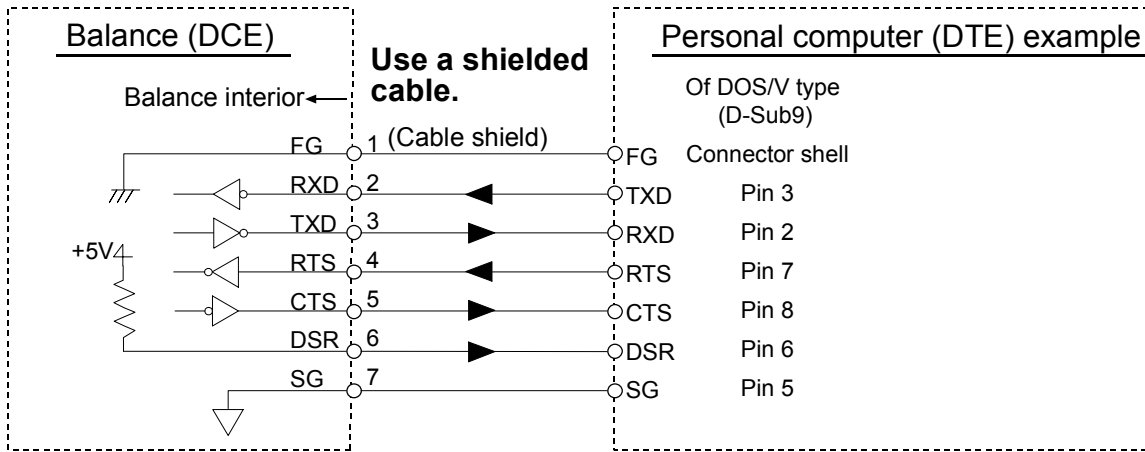 Balance (DCE)
Personal computer (DTE) example
Use a shielded
cable.
Balance interior
Of DOS/V type
(D-Sub9)
FG 1 (Cable shield) FG Connector shell
RXD 2 TXD Pin 3
TXD 3 RXD Pin 2
+5V
RTS 4 RTS Pin 7
CTS 5 CTS Pin 8
DSR 6 DSR Pin 6
SG 7 SG Pin 5